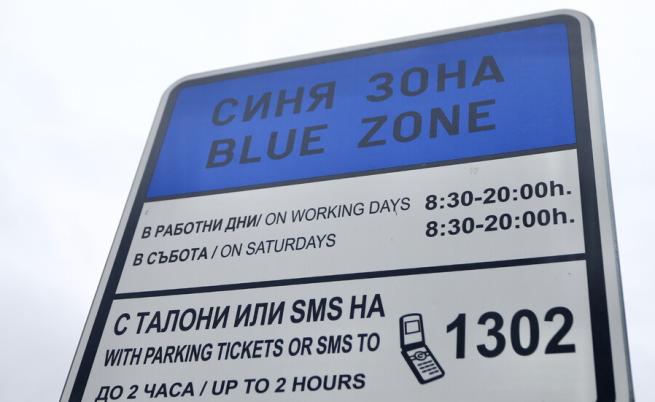 СИНЯ ЗОНА
BLUE ZONE
В РАБОТНИ ДНИ/ ON WORKING DAYS 8:30-20:00h.
В СЪБОТА / ON SATURDAYS 8:30-20:00h.
С ТАЛОНИ ИЛИ SMS НА
WITH PARKING TICKETS OR SMS TO 1302
ДО 2 ЧАСА / UP TO 2 HOURS